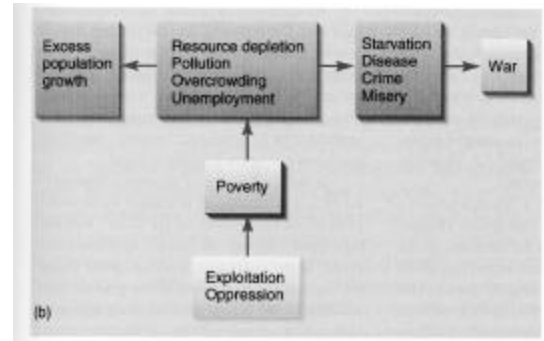 Excess
population
growth
Resource depletion
Pollution
Overcrowding
Unemployment
Starvation
Disease
Crime
Misery
War
Poverty
Exploitation
Oppression
(b)